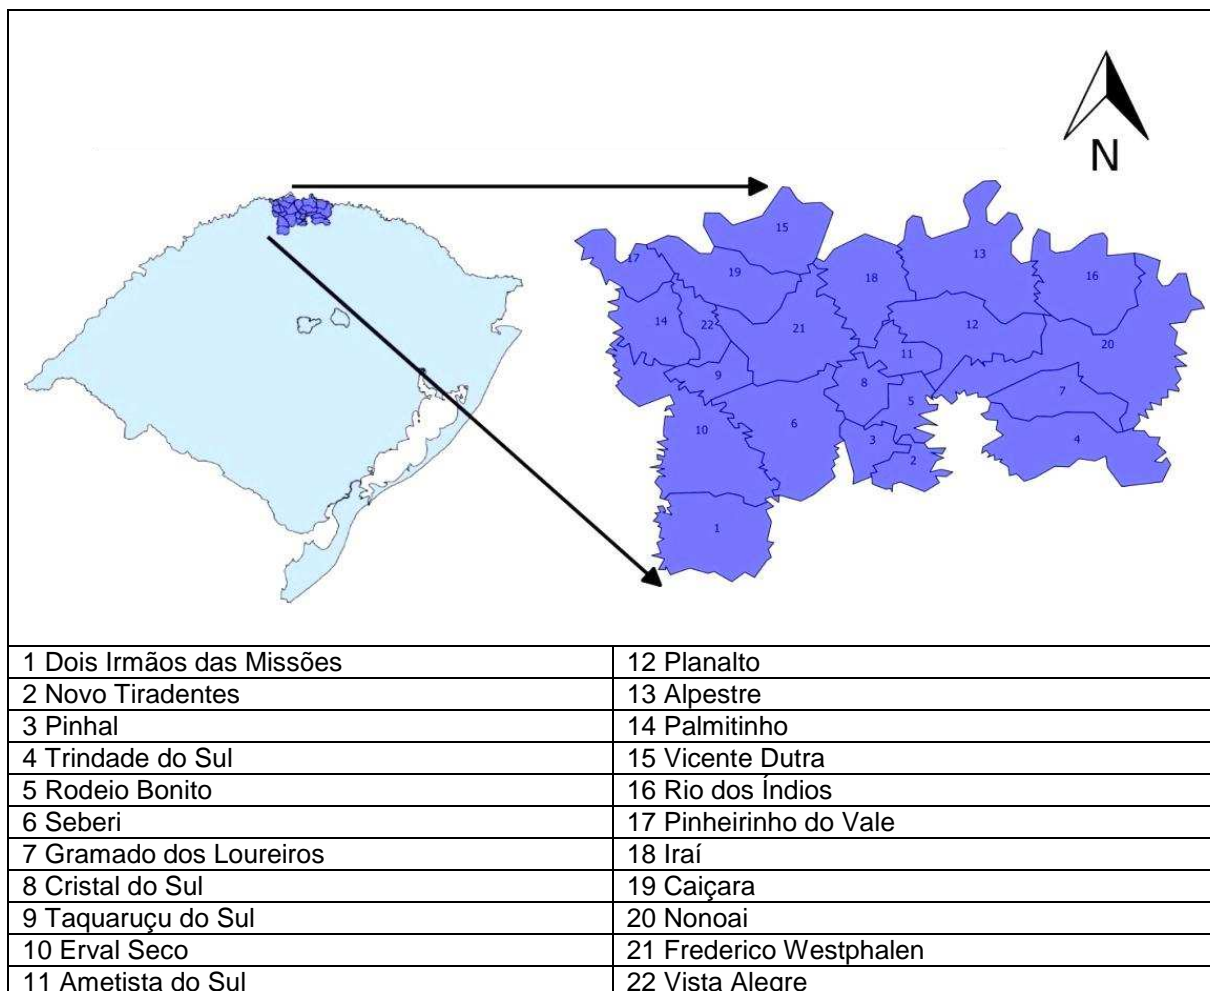 N
15
13
17
19
18
16
14
22
21
12
20
11
9
8
7
5
10
6
3
4
2
1
1 Dois Irmãos das Missões
12 Planalto
2 Novo Tiradentes
13 Alpestre
3 Pinhal
14 Palmitinho
4 Trindade do Sul
15 Vicente Dutra
5 Rodeio Bonito
16 Rio dos Índios
6 Seberi
17 Pinheirinho do Vale
7 Gramado dos Loureiros
18 Iraí
8 Cristal do Sul
19 Caiçara
9 Taquaruçu do Sul
20 Nonoai
10 Erval Seco
21 Frederico Westphalen
11 Ametista do Sul
22 Vista Alegre